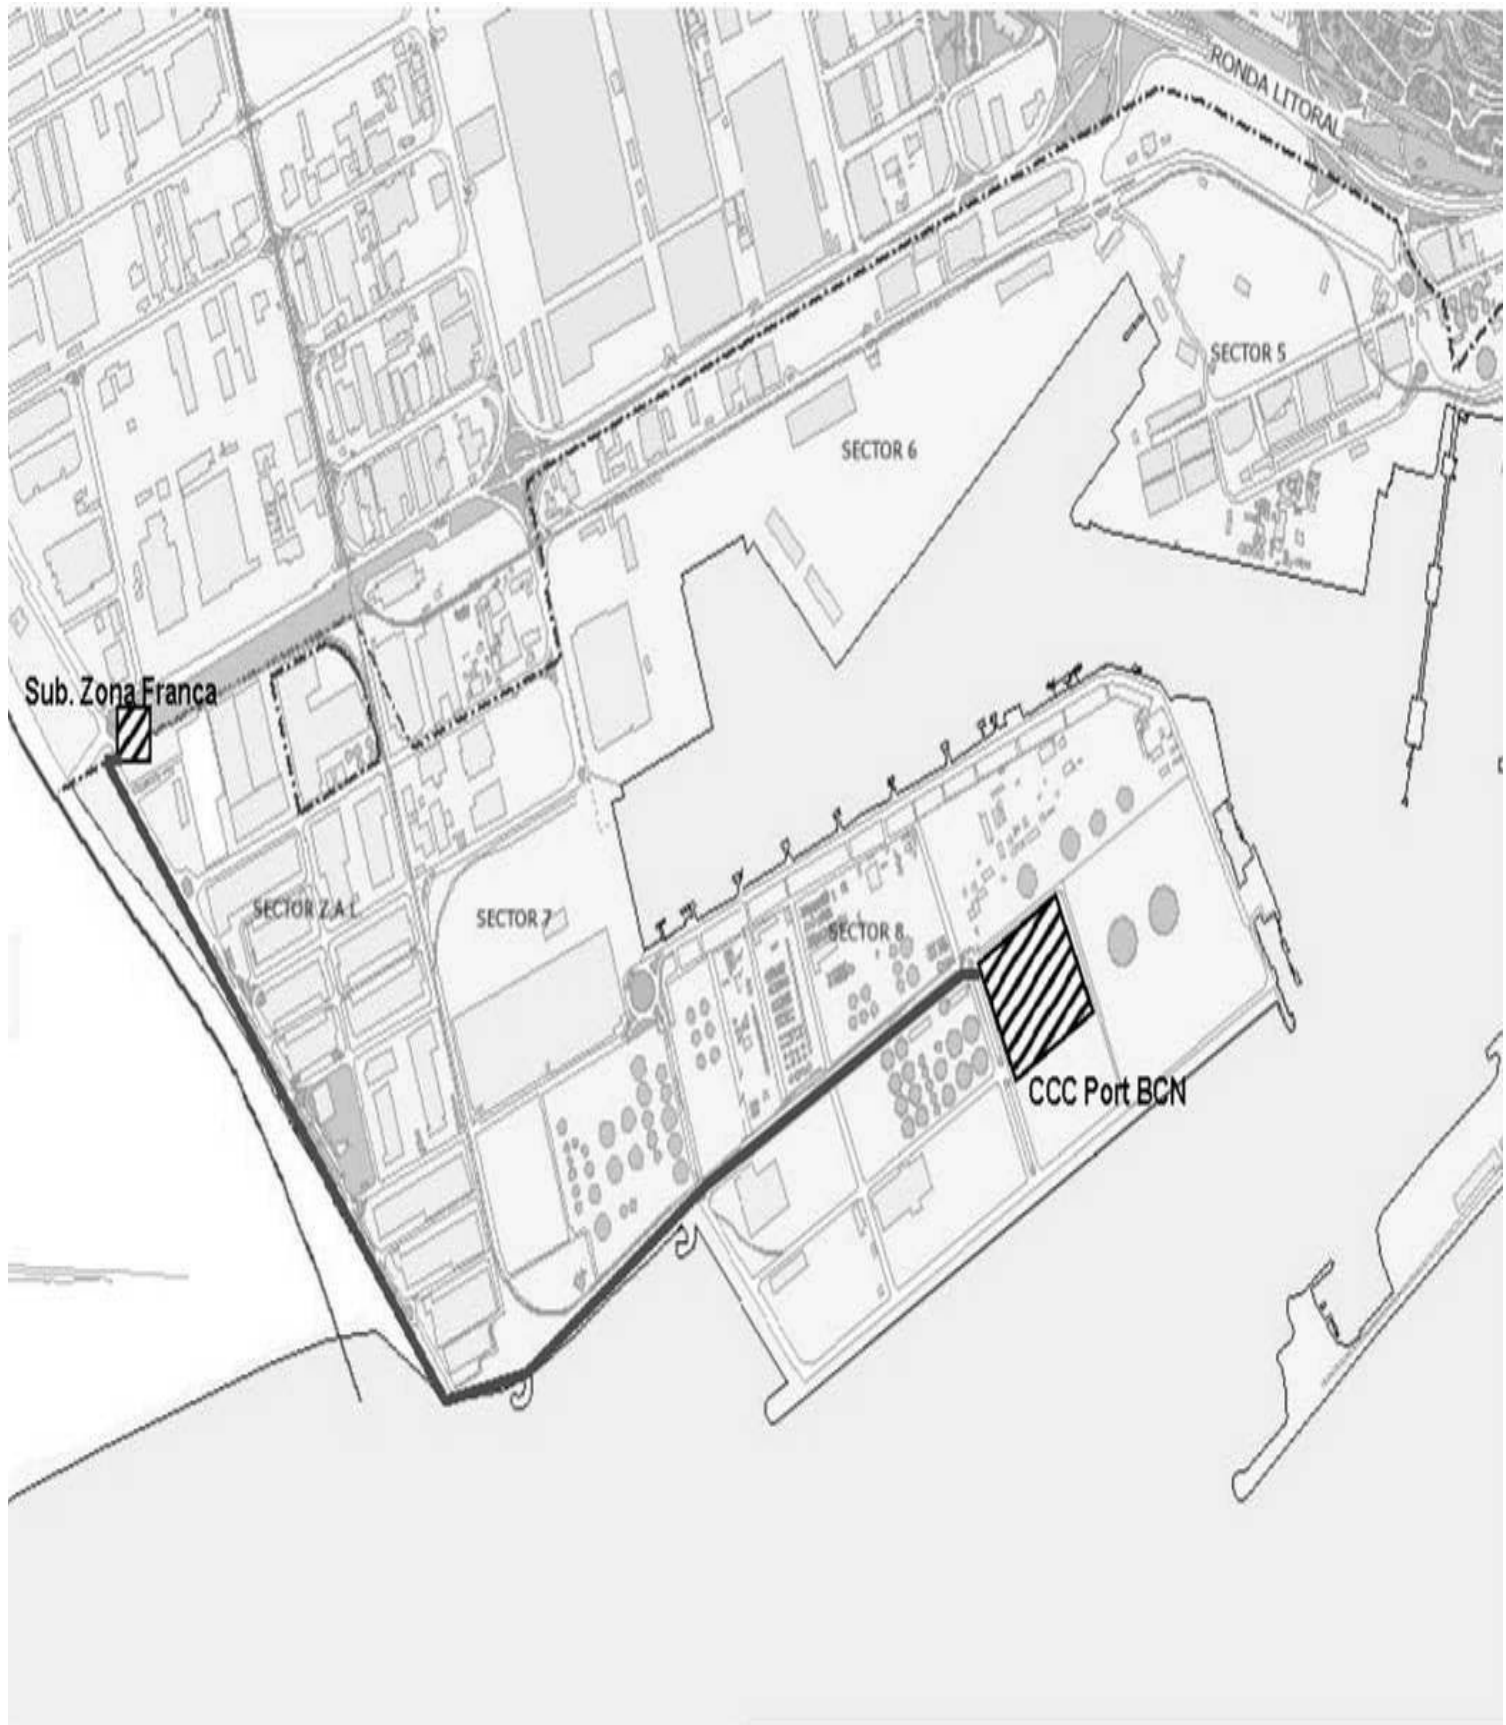 RONDA LITORAL
SECTOR 5
SECTOR 6
Sub. Zona Franca
SECTOR Z.A.L.
SECTOR 7
SECTOR 8
CCC Port BCN